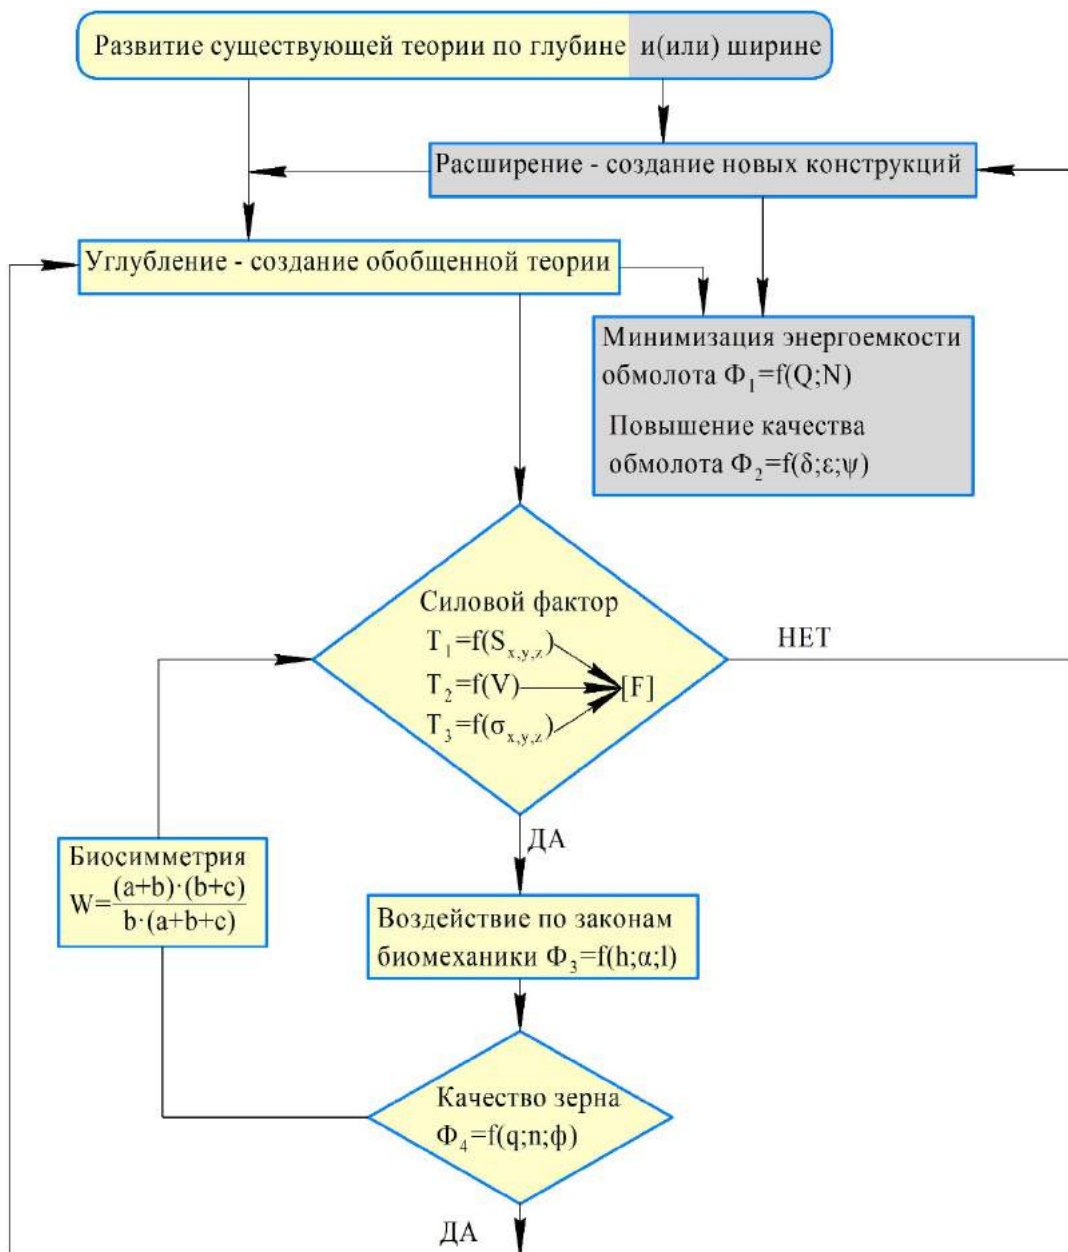 Развитие существующей теории по глубине и(или) ширине
Расширение - создание новых конструкций
Углубление - создание обобщенной теории
Минимизация энергоемкости
обмолота Ф₁=f(Q;N)
Повышение качества
обмолота Ф₂=f(δ;ε;ψ)
Силовой фактор
T₁=f(Sx,y,z)
T₂=f(V) [F]
T₃=f(σx,y,z)
НЕТ
ДА
Биосимметрия
W=(a+b)·(b+c)
b·(a+b+c)
Воздействие по законам
биомеханики Ф₃=f(h;α;l)
Качество зерна
Ф₄=f(q;n;ф)
ДА